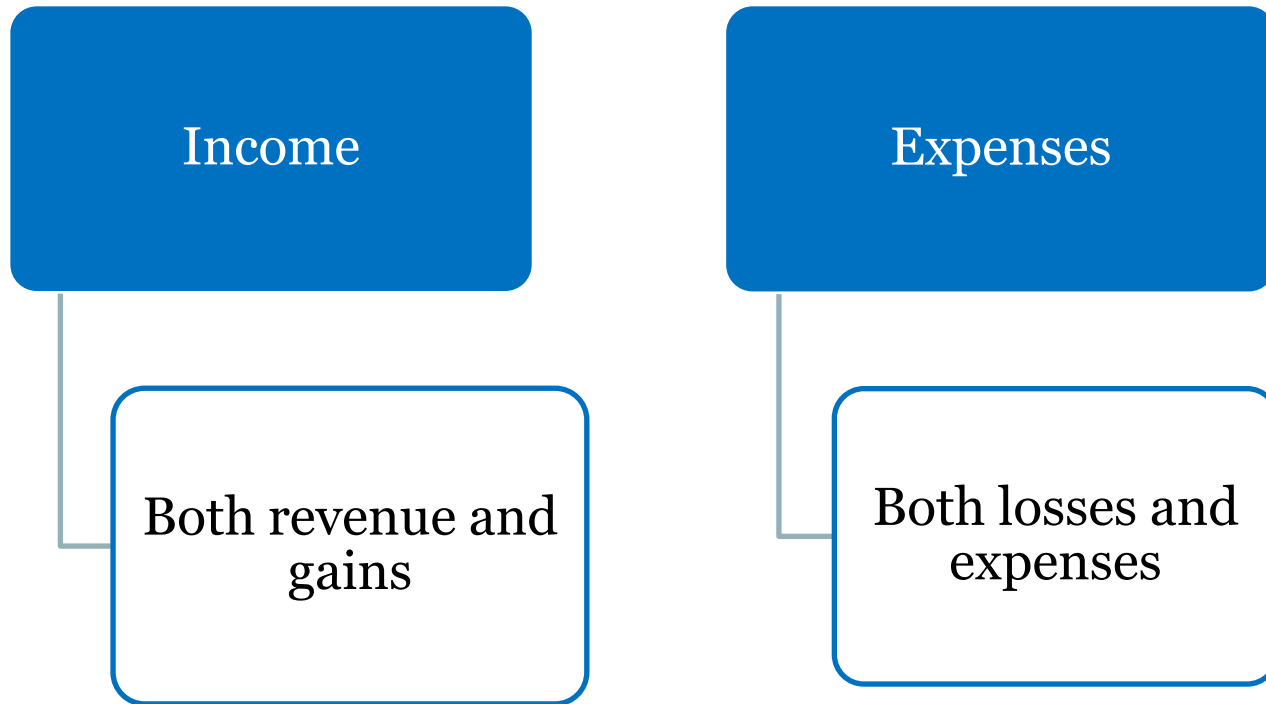 Income
Both revenue and
gains
Expenses
Both losses and
expenses